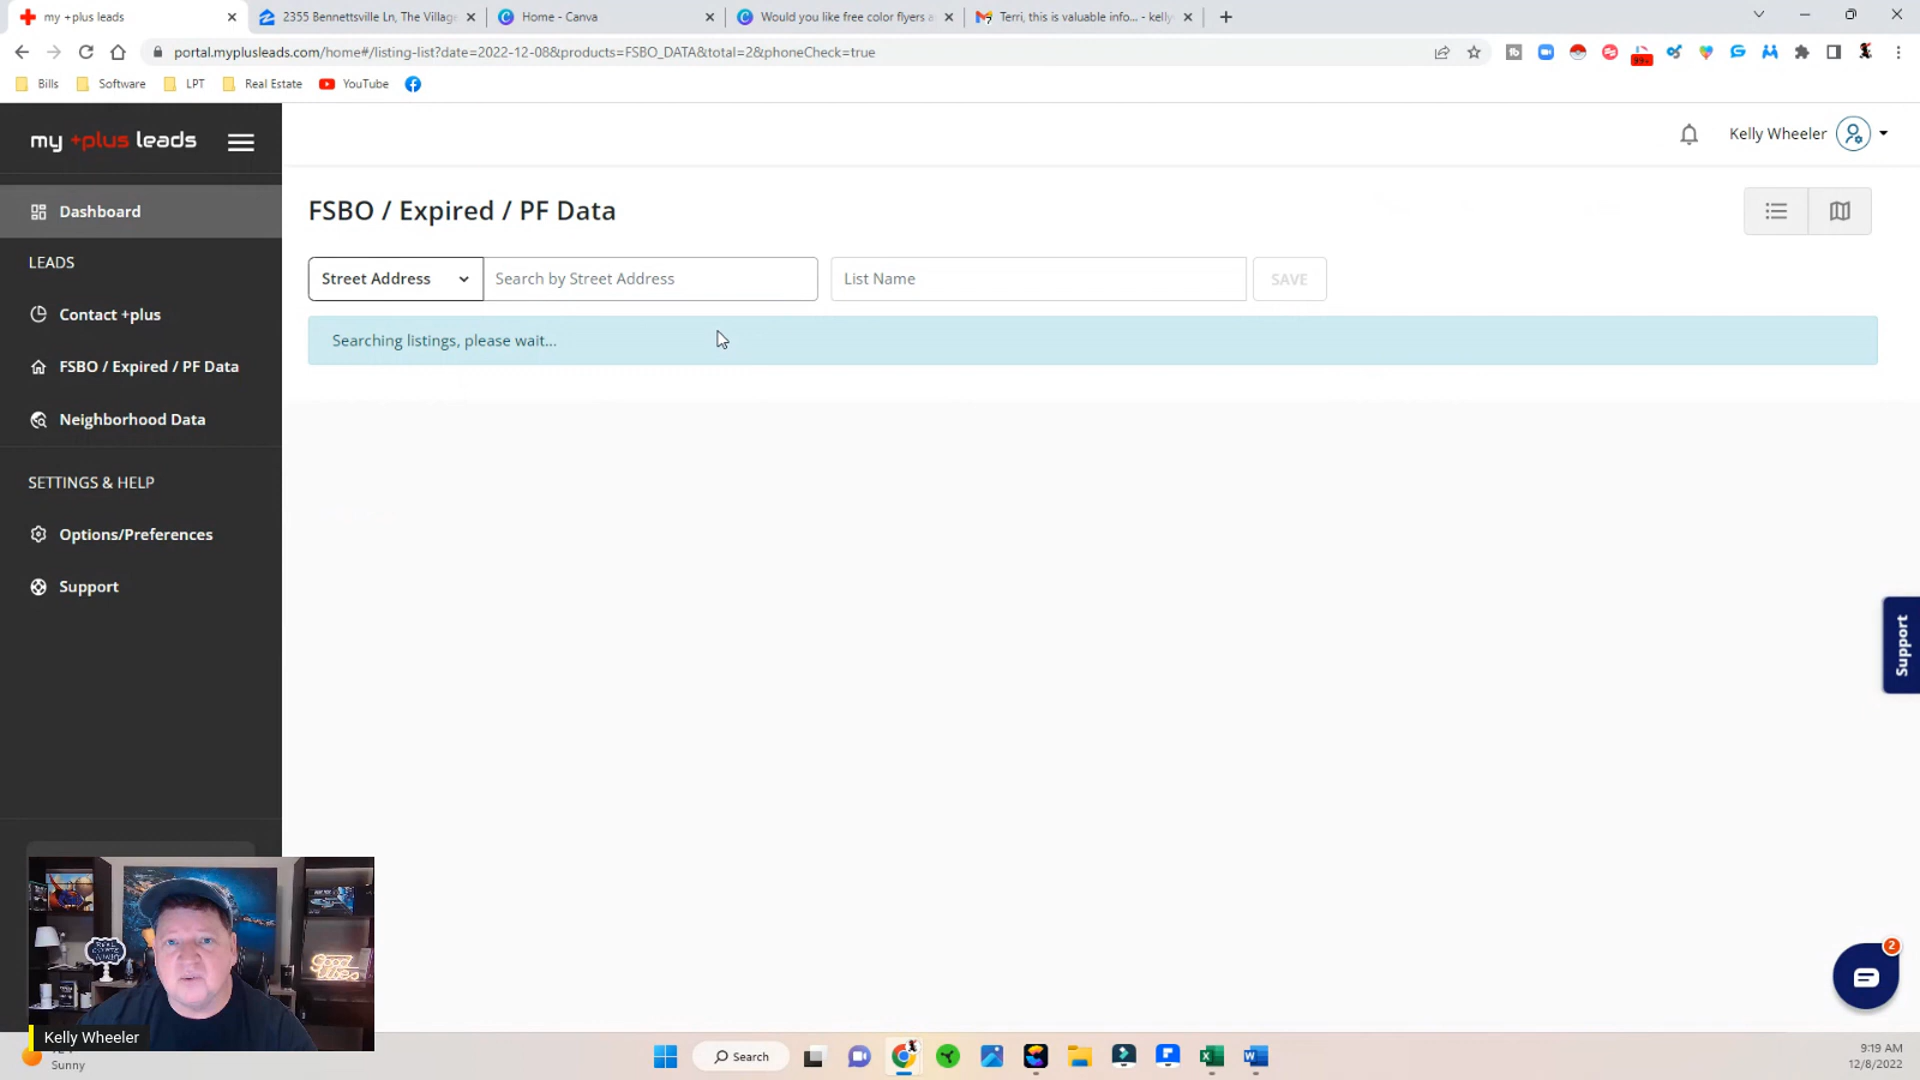 my +plus leads
2355 Bennettsville Ln, The Village
Home - Canva
Would you like free color flyers a
Terri, this is valuable info... - kelly
portal.myplusleads.com/home#/listing-list?date=2022-12-08&products=FSBO_DATA&total=2&phoneCheck=true
99+
Bills
Software
LPT
Real Estate
YouTube
my +plus leads
Kelly Wheeler
Dashboard
LEADS
Contact +plus
FSBO / Expired / PF Data
Neighborhood Data
SETTINGS & HELP
Options/Preferences
Support
FSBO / Expired / PF Data
Street Address
Search by Street Address
List Name
SAVE
Searching listings, please wait...
Support
2
Good
Vibes
Kelly Wheeler
Sunny
Search
9:19 AM
12/8/2022